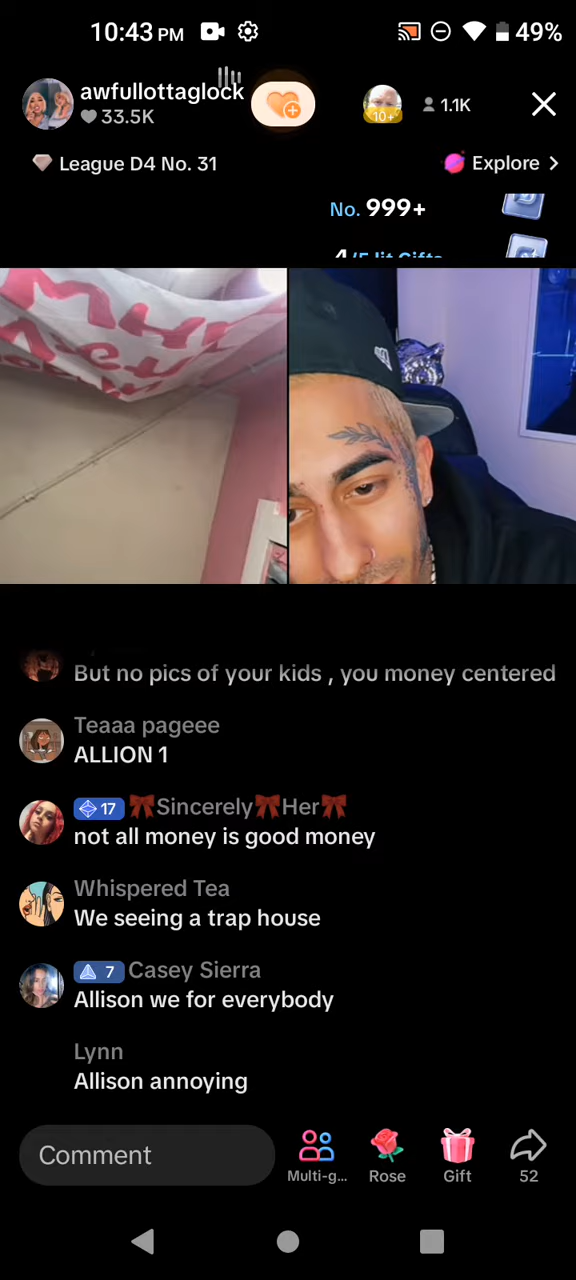 10:43 PM
49%
awfullottaglock
33.5K
10+
1.1K
League D4 No. 31
Explore >
No. 999+
But no pics of your kids , you money centered
Teaaa pageee
ALLION 1
17 🎀Sincerely🎀Her🎀
not all money is good money
Whispered Tea
We seeing a trap house
7 Casey Sierra
Allison we for everybody
Lynn
Allison annoying
Comment
Multi-g...
Rose
Gift
52